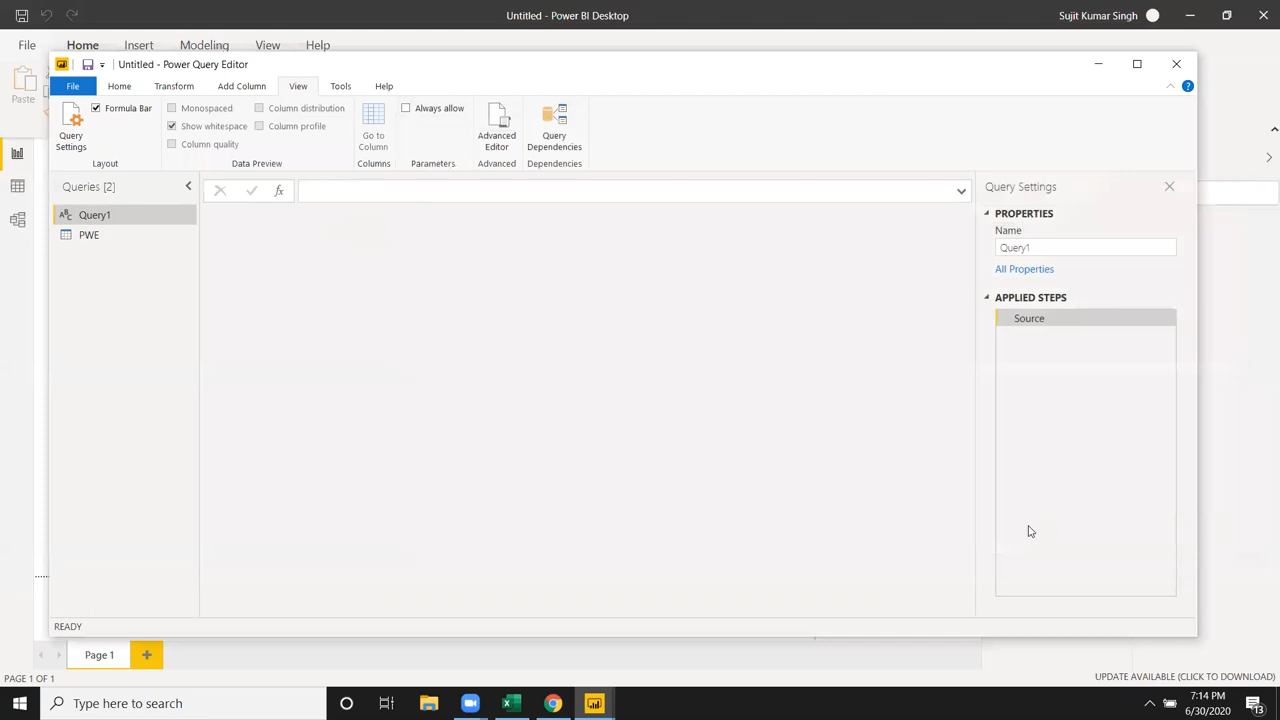 Untitled - Power BI Desktop
Sujit Kumar Singh
File Home Insert Modeling View Help
Paste
Untitled - Power Query Editor
File Home Transform Add Column View Tools Help
Query Settings
Formula Bar
Layout
Monospaced
Show whitespace
Column quality
Column distribution
Column profile
Data Preview
Go to Column
Columns
Always allow
Parameters
Advanced Editor
Advanced
Query Dependencies
Dependencies
Queries [2]
Query1
PWE
fx
Query Settings
PROPERTIES
Name
Query1
All Properties
APPLIED STEPS
Source
READY
Page 1
PAGE 1 OF 1
UPDATE AVAILABLE (CLICK TO DOWNLOAD)
Type here to search
7:14 PM
6/30/2020
13